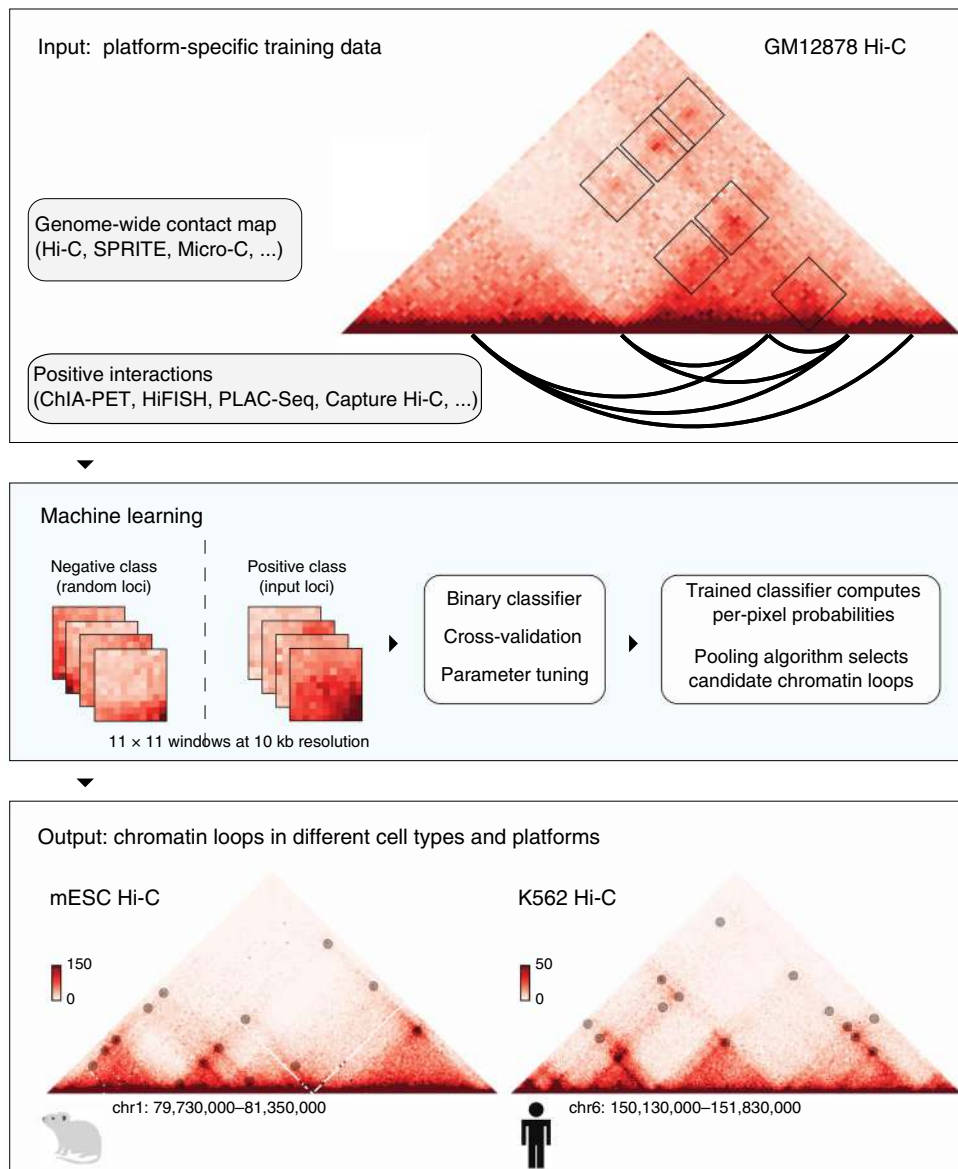 Input: platform-specific training data
GM12878 Hi-C
Genome-wide contact map
(Hi-C, SPRITE, Micro-C, ...)
Positive interactions
(ChIA-PET, HiFISH, PLAC-Seq, Capture Hi-C, ...)
Machine learning
Negative class
(random loci)
Positive class
(input loci)
11 × 11 windows at 10 kb resolution
Binary classifier
Cross-validation
Parameter tuning
Trained classifier computes
per-pixel probabilities
Pooling algorithm selects
candidate chromatin loops
Output: chromatin loops in different cell types and platforms
mESC Hi-C
150
0
chr1: 79,730,000–81,350,000
K562 Hi-C
50
0
chr6: 150,130,000–151,830,000